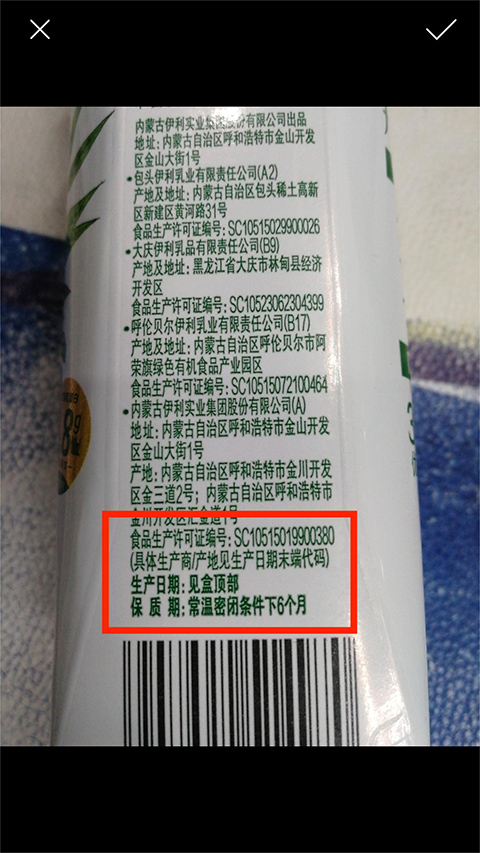 内蒙古伊利实业集团股份有限公司出品
地址：内蒙古自治区呼和浩特市金山开发
区金山大街1号
•包头伊利乳业有限责任公司(A2)
产地及地址：内蒙古自治区包头稀土高新
区新建区黄河路31号
食品生产许可证编号：SC10515029900026
•大庆伊利乳品有限责任公司(B9)
产地及地址：黑龙江省大庆市林甸县经济
开发区
食品生产许可证编号：SC10523062304399
•呼伦贝尔伊利乳业有限责任公司(B17)
产地及地址：内蒙古自治区呼伦贝尔市阿
荣旗绿色有机食品产业园区
食品生产许可证编号：SC10515072100464
•内蒙古伊利实业集团股份有限公司(A)
地址：内蒙古自治区呼和浩特市金山开发
区金山大街1号
产地：内蒙古自治区呼和浩特市金川开发
区金三道2号；内蒙古自治区呼和浩特市
金川开发区汇金道1号
食品生产许可证编号：SC10515019900380
(具体生产商/产地见生产日期末端代码)
生产日期：见盒顶部
保 质 期：常温密闭条件下6个月
8g